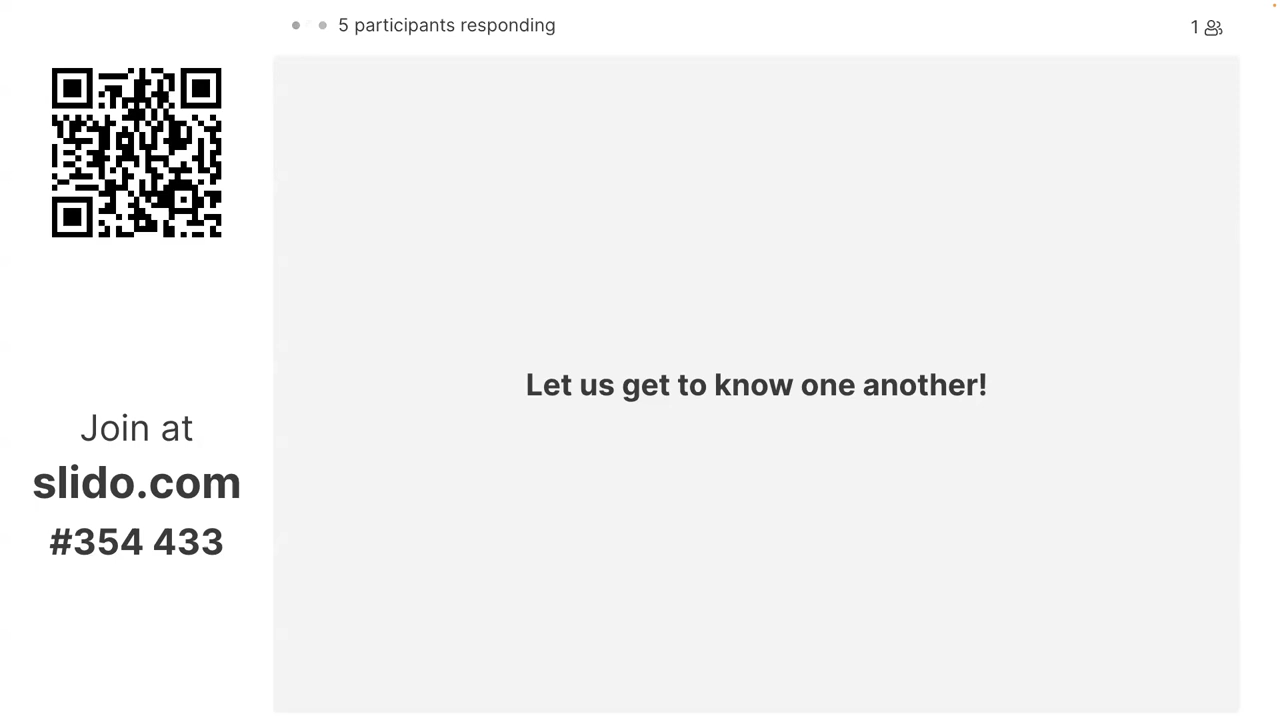 5 participants responding
1
Let us get to know one another!
Join at
slido.com
#354 433